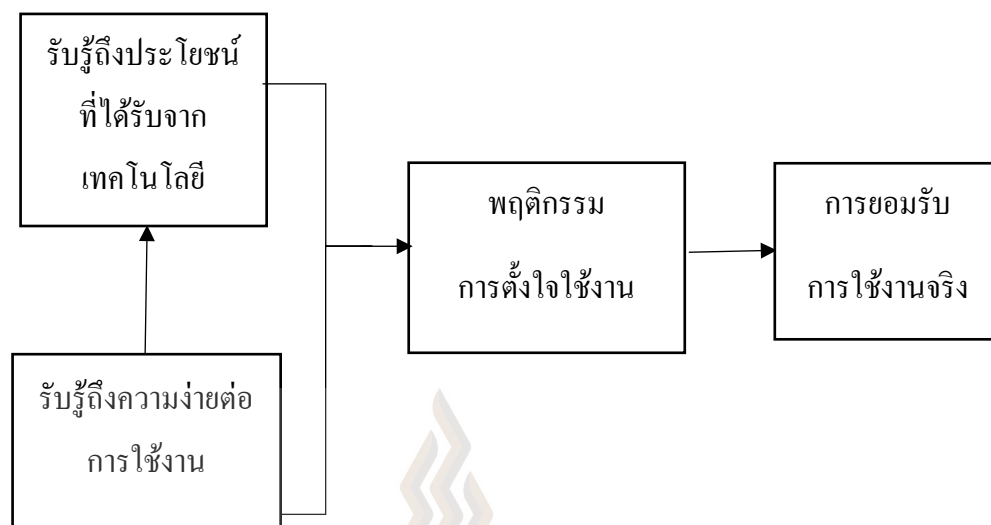 รับรู้ถึงประโยชน์
ที่ได้รับจาก
เทคโนโลยี
พฤติกรรม
การตั้งใจใช้งาน
การยอมรับ
การใช้งานจริง
รับรู้ถึงความง่ายต่อ
การใช้งาน